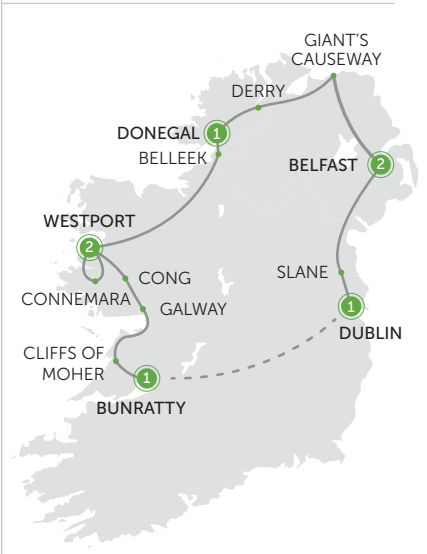 GIANT'S
CAUSEWAY
DERRY
DONEGAL
1
BELLEEK
BELFAST
2
WESTPORT
2
SLANE
CONG
CONNEMARA
GALWAY
1
DUBLIN
CLIFFS OF
MOHER
1
BUNRATTY